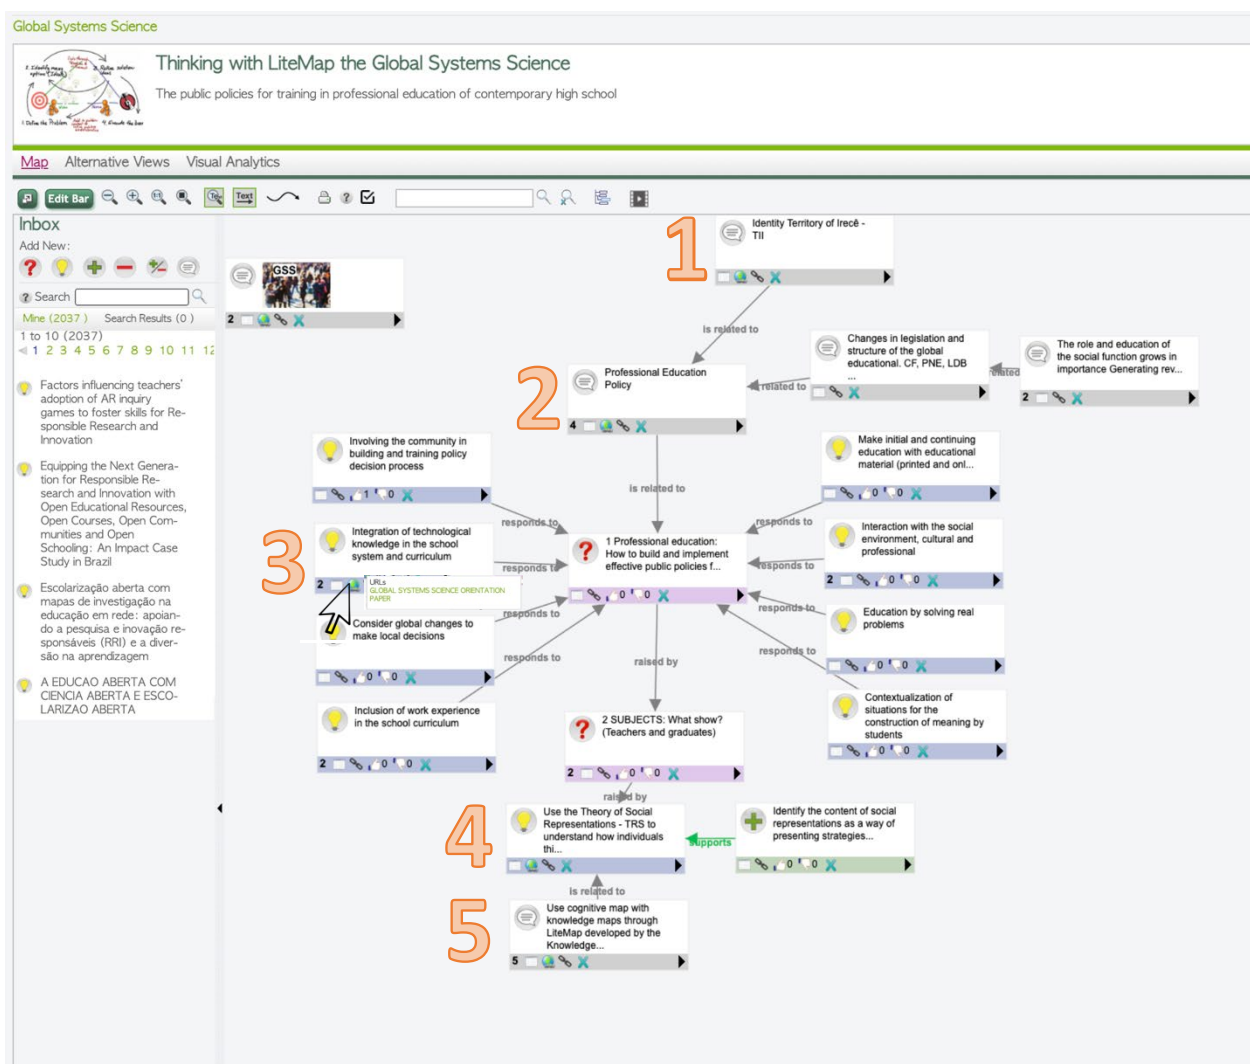 Global Systems Science
Thinking with LiteMap the Global Systems Science
The public policies for training in professional education of contemporary high school
Map Alternative Views Visual Analytics
Edit Bar
Text
Inbox
Add New:
Search
Mine (2037 ) Search Results (0 )
1 to 10 (2037)
1 2 3 4 5 6 7 8 9 10 11 12
Factors influencing teachers'
adoption of AR inquiry
games to foster skills for Re-
sponsible Research and
Innovation
Equipping the Next Genera-
tion for Responsible Re-
search and Innovation with
Open Educational Resources,
Open Courses, Open Com-
munities and Open
Schooling: An Impact Case
Study in Brazil
Escolarização aberta com
mapas de investigação na
educação em rede: apoian-
do a pesquisa e inovação re-
sponsáveis (RRI) e a diver-
são na aprendizagem
A EDUCAO ABERTA COM
CIENCIA ABERTA E ESCO-
LARIZAO ABERTA
GSS
2
1
Identity Territory of Irecê -
TII
is related to
Changes in legislation and
structure of the global
educational. CF, PNE, LDB
...
The role and education of
the social function grows in
importance Generating rev...
2
related
related to
2
Professional Education
Policy
4
is related to
Involving the community in
building and training policy
decision process
1 0
responds to
Make initial and continuing
education with educational
material (printed and onl...
0 0
responds to
3
Integration of technological
knowledge in the school
system and curriculum
2
URLs
GLOBAL SYSTEMS SCIENCE ORIENTATION
PAPER
responds to
1 Professional education:
How to build and implement
effective public policies f...
0 0
Interaction with the social
environment, cultural and
professional
2 0 0
responds to
Consider global changes to
make local decisions
0 0
responds to
Education by solving real
problems
0 0
responds to
Inclusion of work experience
in the school curriculum
2 0 0
responds to
raised by
responds to
Contextualization of
situations for the
construction of meaning by
students
0 0
2 SUBJECTS: What show?
(Teachers and graduates)
2 0 0
raised by
4
Use the Theory of Social
Representations - TRS to
understand how individuals
thi...
supports
Identify the content of social
representations as a way of
presenting strategies...
0 0
is related to
5
Use cognitive map with
knowledge maps through
LiteMap developed by the
Knowledge...
5